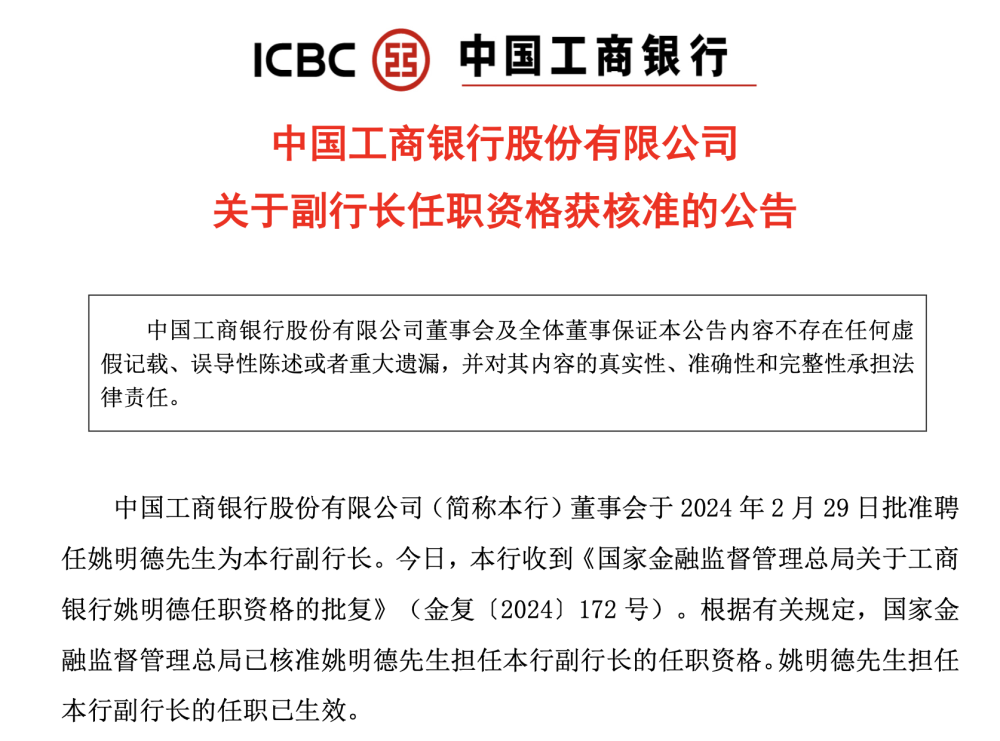 ICBC 中国工商银行
中国工商银行股份有限公司
关于副行长任职资格获核准的公告
中国工商银行股份有限公司董事会及全体董事保证本公告内容不存在任何虚
假记载、误导性陈述或者重大遗漏，并对其内容的真实性、准确性和完整性承担法
律责任。
中国工商银行股份有限公司（简称本行）董事会于 2024 年 2 月 29 日批准聘
任姚明德先生为本行副行长。今日，本行收到《国家金融监督管理总局关于工商
银行姚明德任职资格的批复》（金复〔2024〕172 号）。根据有关规定，国家金
融监督管理总局已核准姚明德先生担任本行副行长的任职资格。姚明德先生担任
本行副行长的任职已生效。